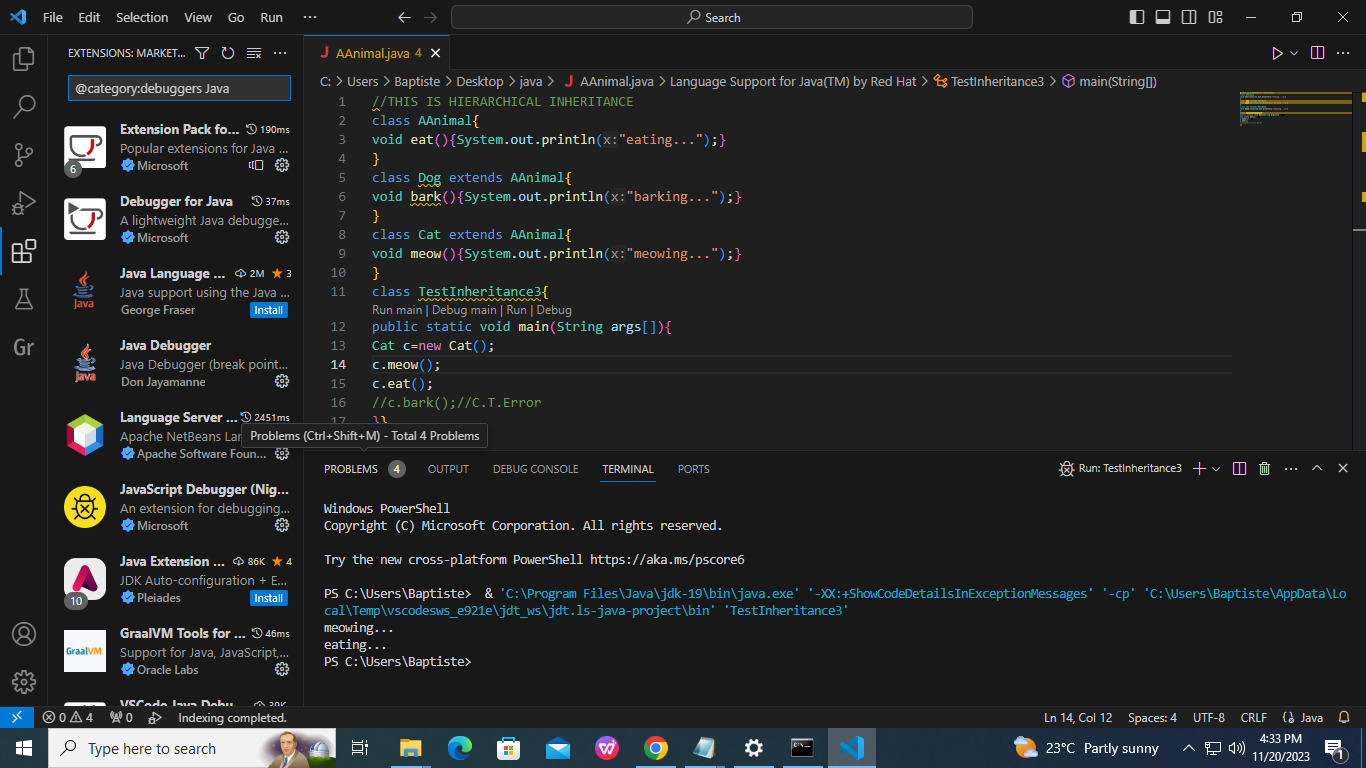 File Edit Selection View Go Run ···
Search
EXTENSIONS: MARKET...
@category:debuggers Java
Extension Pack fo... 190ms
Popular extensions for Java ...
Microsoft
6
Debugger for Java 37ms
A lightweight Java debugge...
Microsoft
Java Language ... 2M 3
Java support using the Java ...
George Fraser Install
Java
Java Debugger
Java Debugger (break point...
Don Jayamanne
Java
Language Server ... 2451ms
Apache NetBeans Lan
Apache Software Foun...
JavaScript Debugger (Nig...
An extension for debugging...
Microsoft
Java Extension ... 86K 4
JDK Auto-configuration + E...
Pleiades Install
10
GraalVM Tools for ... 46ms
Support for Java, JavaScript,...
Oracle Labs
GraalVM
VSCode Java Debu... 39K
Gr
J AAnimal.java 4
C: > Users > Baptiste > Desktop > java > J AAnimal.java > Language Support for Java(TM) by Red Hat > TestInheritance3 > main(String[])
1 //THIS IS HIERARCHICAL INHERITANCE
2 class AAnimal{
3 void eat(){System.out.println(x:"eating...");}
4 }
5 class Dog extends AAnimal{
6 void bark(){System.out.println(x:"barking...");}
7 }
8 class Cat extends AAnimal{
9 void meow(){System.out.println(x:"meowing...");}
10 }
11 class TestInheritance3{
Run main | Debug main | Run | Debug
12 public static void main(String args[]){
13 Cat c=new Cat();
14 c.meow();
15 c.eat();
16 //c.bark();//C.T.Error
17 }}
Problems (Ctrl+Shift+M) - Total 4 Problems
PROBLEMS 4 OUTPUT DEBUG CONSOLE TERMINAL PORTS
Run: TestInheritance3
Windows PowerShell
Copyright (C) Microsoft Corporation. All rights reserved.
Try the new cross-platform PowerShell https://aka.ms/pscore6
PS C:\Users\Baptiste> & 'C:\Program Files\Java\jdk-19\bin\java.exe' '-XX:+ShowCodeDetailsInExceptionMessages' '-cp' 'C:\Users\Baptiste\AppData\Lo
cal\Temp\vscodesws_e921e\jdt_ws\jdt.ls-java-project\bin' 'TestInheritance3'
meowing...
eating...
PS C:\Users\Baptiste>
0 4 0 Indexing completed.
Ln 14, Col 12 Spaces: 4 UTF-8 CRLF {} Java
Type here to search
23°C Partly sunny
4:33 PM
11/20/2023
1